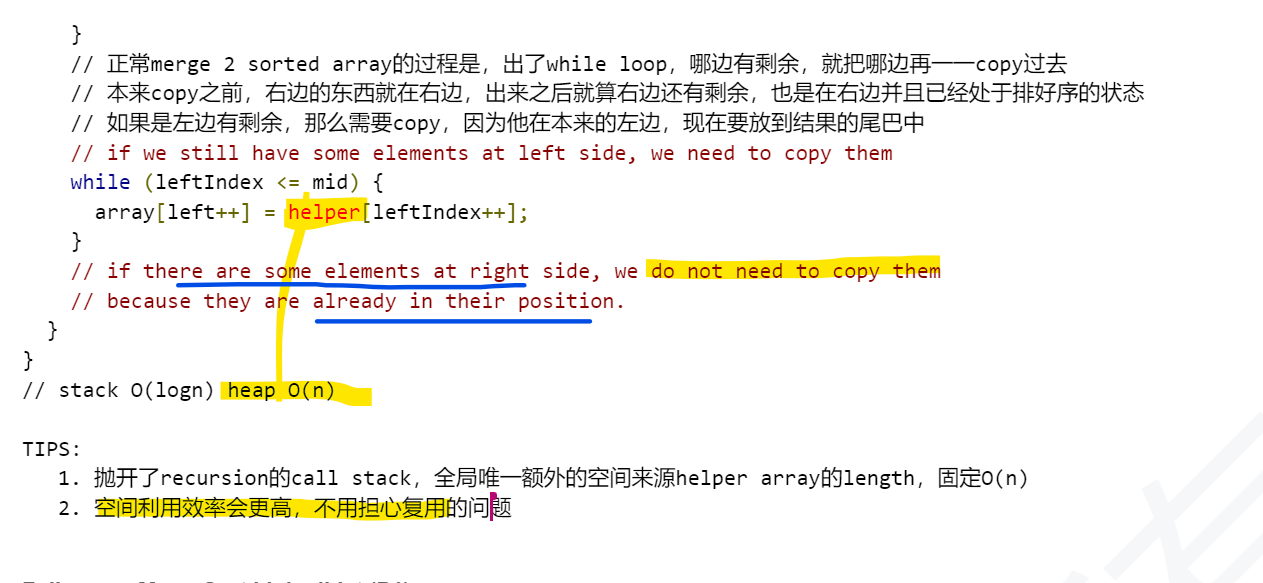 }
// 正常merge 2 sorted array的过程是，出了while loop，哪边有剩余，就把哪边再一一copy过去
// 本来copy之前，右边的东西就在右边，出来之后就算右边还有剩余，也是在右边并且已经处于排好序的状态
// 如果是左边有剩余，那么需要copy，因为他在本来的左边，现在要放到结果的尾巴中
// if we still have some elements at left side, we need to copy them
while (leftIndex <= mid) {
array[left++] = helper[leftIndex++];
}
// if there are some elements at right side, we do not need to copy them
// because they are already in their position.
}
}
// stack O(logn) heap O(n)
TIPS:
1. 抛开了recursion的call stack，全局唯一额外的空间来源helper array的length，固定O(n)
2. 空间利用效率会更高，不用担心复用的问题